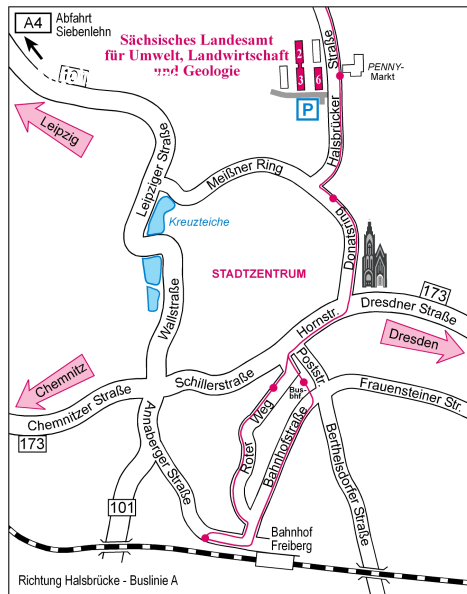 A4
Abfahrt
Siebenlehn
Sächsisches Landesamt
für Umwelt, Landwirtschaft
und Geologie
101
2
3
6
P
PENNY-
Markt
Halsbrücker Straße
Leipzig
Leipziger Straße
Meißner Ring
Kreuzteiche
Donatsring
STADTZENTRUM
Wallstraße
173
Dresdner Straße
Hornstr.
Dresden
Poststr.
Chemnitz
Schillerstraße
Bus-
bhf.
Frauensteiner Str.
Chemnitzer Straße
173
Roter Weg
Bahnhofstraße
Annaberger Straße
Berthelsdorfer Straße
101
Bahnhof
Freiberg
Richtung Halsbrücke - Buslinie A